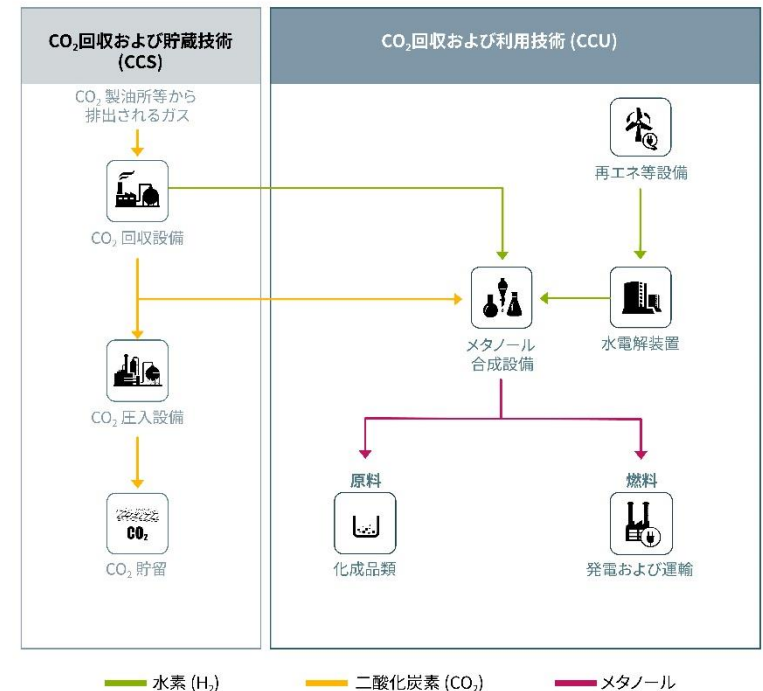 CO₂回収および貯蔵技術
(CCS)
CO₂回収および利用技術 (CCU)
CO₂ 製油所等から
排出されるガス
再エネ等設備
CO₂ 回収設備
メタノール
合成設備
水電解装置
CO₂ 圧入設備
原料
燃料
CO₂
CO₂ 貯留
化成品類
発電および運輸
水素 (H₂)
二酸化炭素 (CO₂)
メタノール